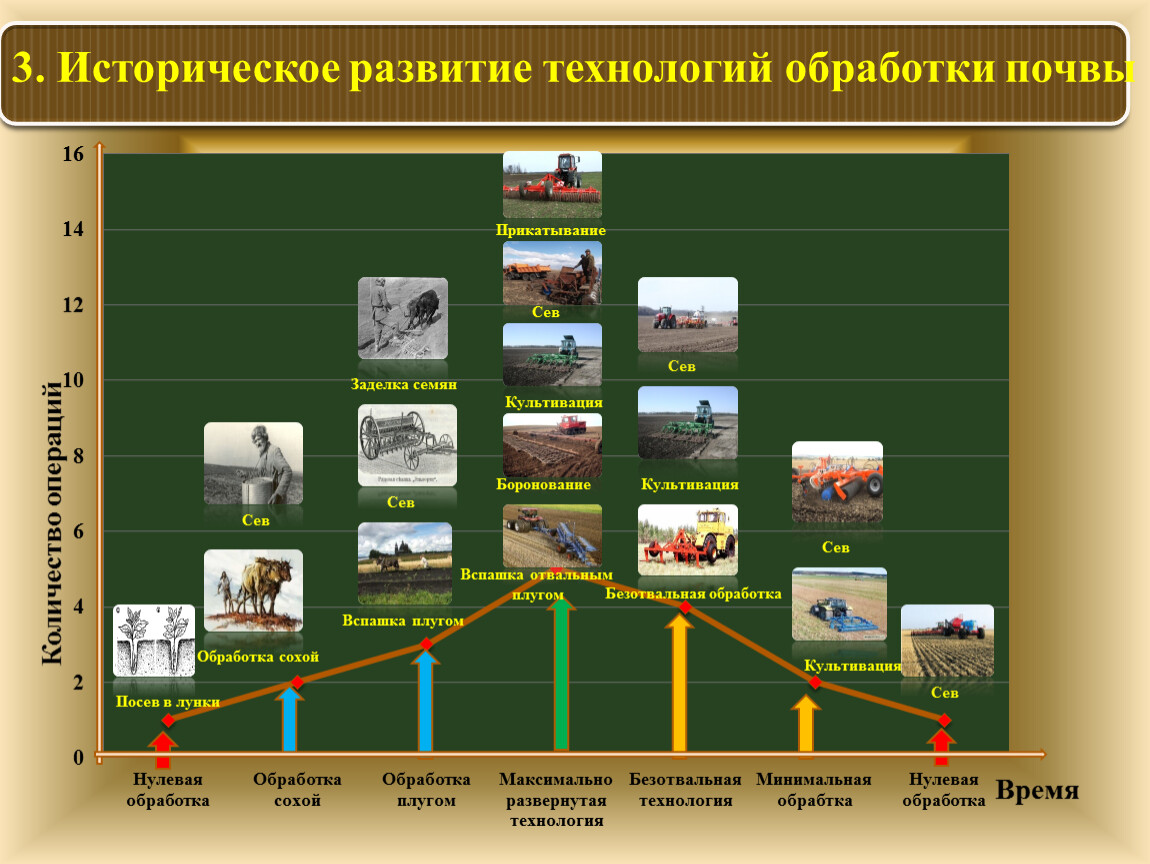 3. Историческое развитие технологий обработки почвы
16
14
12
10
8
6
4
2
0
Количество операций
Посев в лунки
Сев
Обработка сохой
Заделка семян
Сев
Вспашка плугом
Прикатывание
Сев
Культивация
Боронование
Вспашка отвальным
плугом
Сев
Культивация
Безотвальная обработка
Сев
Культивация
Сев
Нулевая
обработка
Обработка
сохой
Обработка
плугом
Максимально
развернутая
технология
Безотвальная
технология
Минимальная
обрабтка
Нулевая
обработка
Время